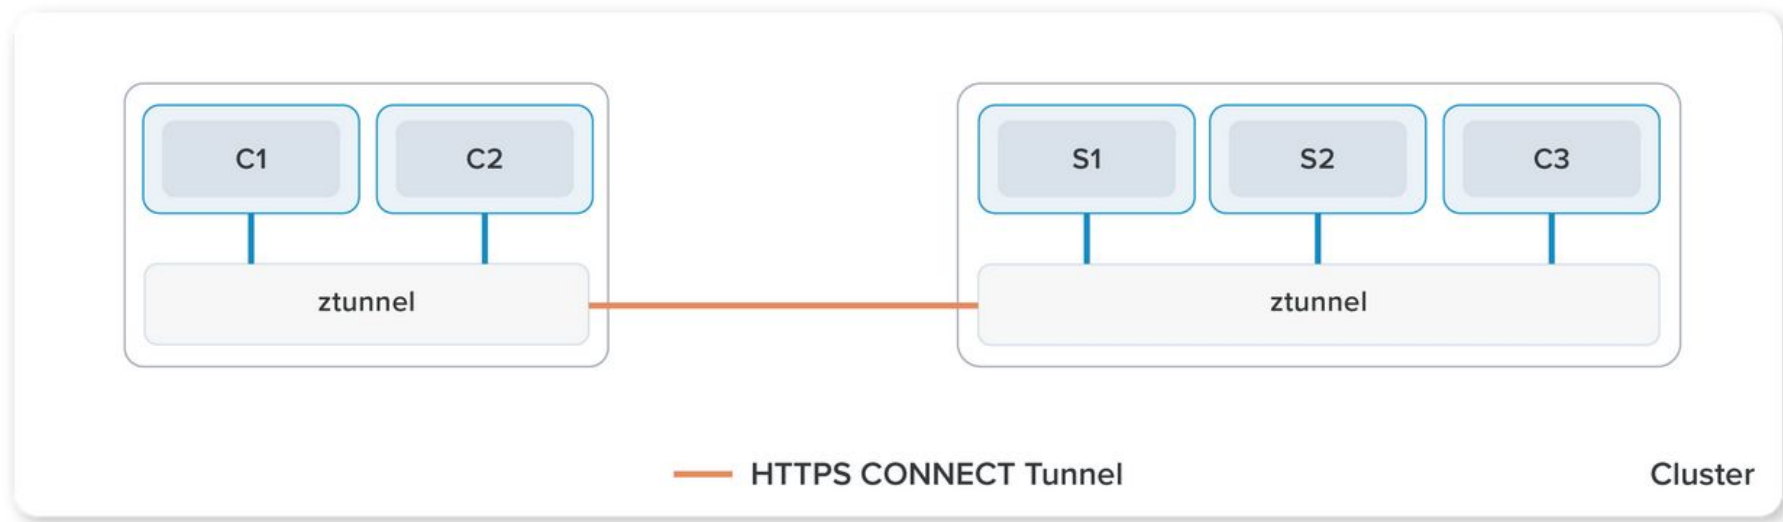 C1
C2
S1
S2
C3
ztunnel
ztunnel
HTTPS CONNECT Tunnel
Cluster